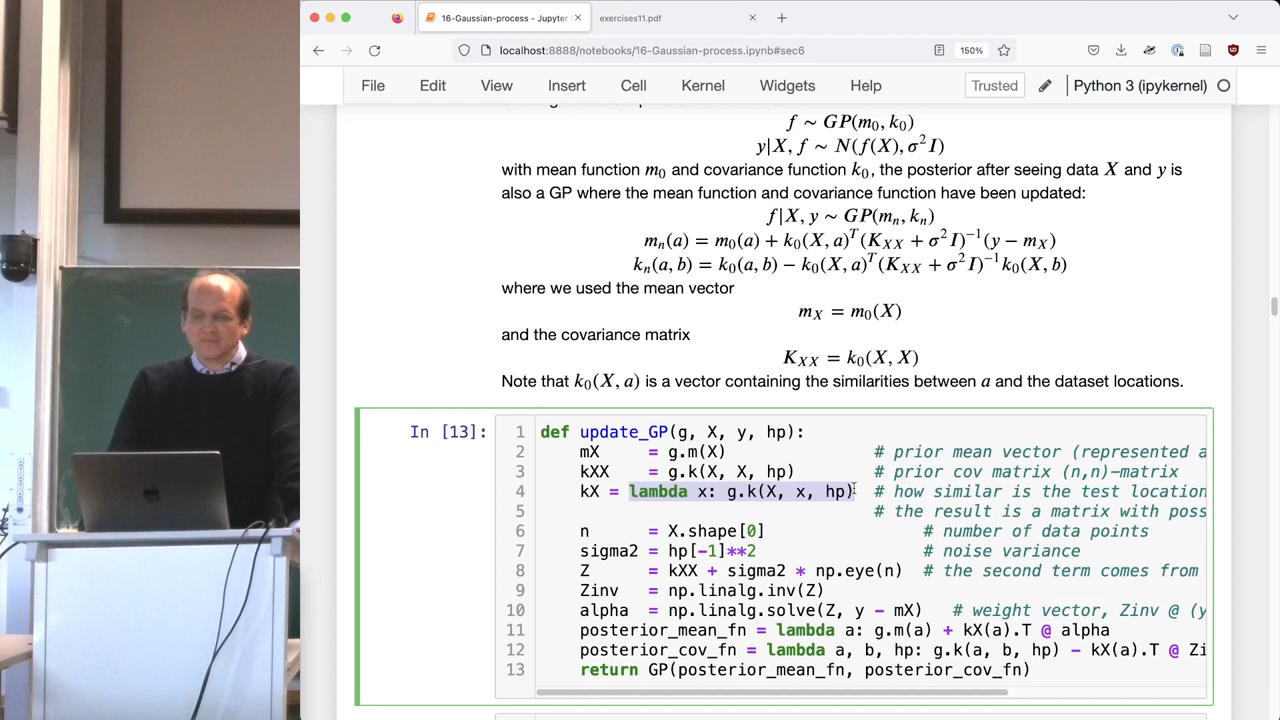 16-Gaussian-process - Jupyter
exercises11.pdf
localhost:8888/notebooks/16-Gaussian-process.ipynb#sec6
150%
File Edit View Insert Cell Kernel Widgets Help Trusted Python 3 (ipykernel)
f ∼ GP(m₀, k₀)
y|X, f ∼ N(f(X), σ²I)
with mean function m₀ and covariance function k₀, the posterior after seeing data X and y is
also a GP where the mean function and covariance function have been updated:
f|X, y ∼ GP(mₙ, kₙ)
mₙ(a) = m₀(a) + k₀(X, a)ᵀ(K_XX + σ²I)⁻¹(y − m_X)
kₙ(a, b) = k₀(a, b) − k₀(X, a)ᵀ(K_XX + σ²I)⁻¹k₀(X, b)
where we used the mean vector
m_X = m₀(X)
and the covariance matrix
K_XX = k₀(X, X)
Note that k₀(X, a) is a vector containing the similarities between a and the dataset locations.
In [13]:
1 def update_GP(g, X, y, hp):
2 mX = g.m(X) # prior mean vector (represented a
3 kXX = g.k(X, X, hp) # prior cov matrix (n,n)-matrix
4 kX = lambda x: g.k(X, x, hp) # how similar is the test location
5 # the result is a matrix with poss
6 n = X.shape[0] # number of data points
7 sigma2 = hp[-1]**2 # noise variance
8 Z = kXX + sigma2 * np.eye(n) # the second term comes from
9 Zinv = np.linalg.inv(Z)
10 alpha = np.linalg.solve(Z, y - mX) # weight vector, Zinv @ (y
11 posterior_mean_fn = lambda a: g.m(a) + kX(a).T @ alpha
12 posterior_cov_fn = lambda a, b, hp: g.k(a, b, hp) - kX(a).T @ Zi
13 return GP(posterior_mean_fn, posterior_cov_fn)